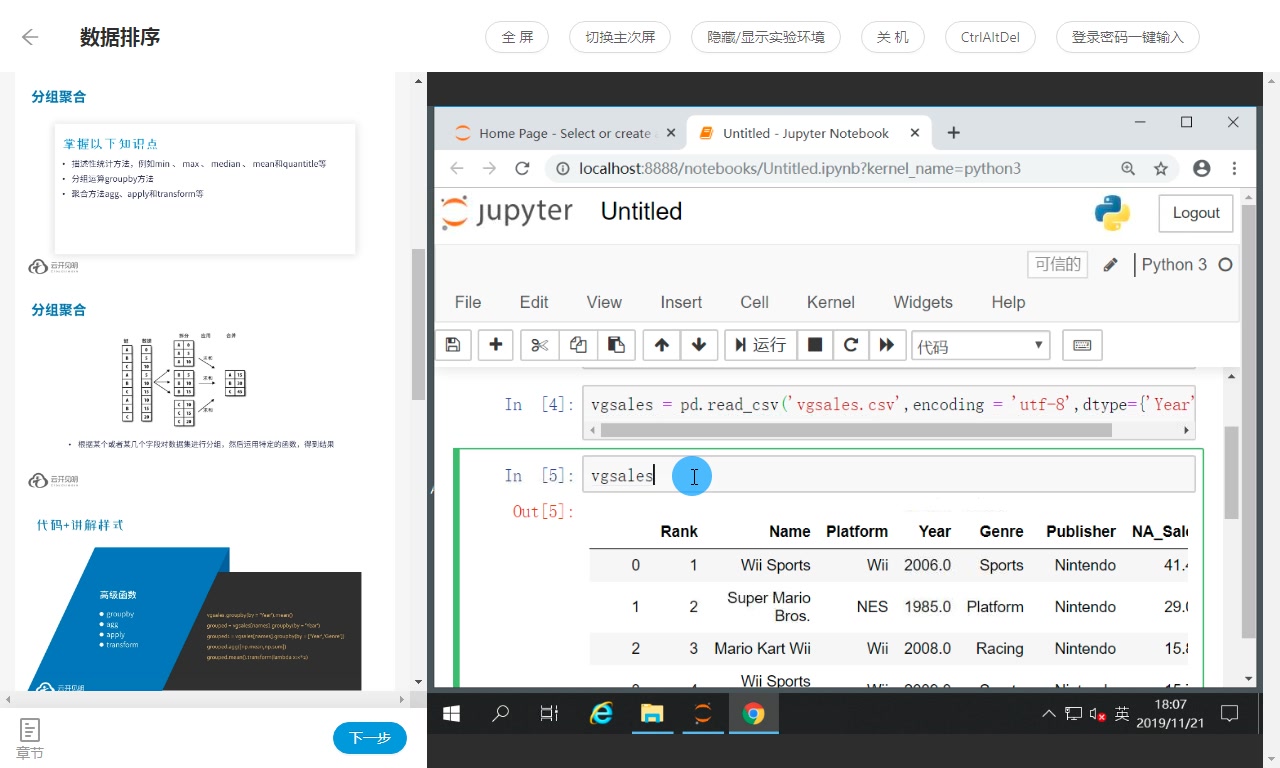 数据排序
全 屏
切换主次屏
隐藏/显示实验环境
关 机
CtrlAltDel
登录密码一键输入
分组聚合
掌握以下知识点
• 描述性统计方法，例如min 、 max 、 median 、 mean和quantitle等
• 分组运算groupby方法
• 聚合方法agg、apply和transform等
云开见明
分组聚合
• 根据某个或者某几个字段对数据集进行分组，然后运用特定的函数，得到结果
云开见明
代码+讲解样式
高级函数
groupby
agg
apply
transform
云开见明
章节
下一步
Home Page - Select or create
Untitled - Jupyter Notebook
localhost:8888/notebooks/Untitled.ipynb?kernel_name=python3
jupyter
Untitled
Logout
可信的
Python 3
File Edit View Insert Cell Kernel Widgets Help
运行
代码
In [4]: vgsales = pd.read_csv('vgsales.csv',encoding = 'utf-8',dtype={'Year'
In [5]: vgsales
Out[5]:
Rank Name Platform Year Genre Publisher NA_Sale
0 1 Wii Sports Wii 2006.0 Sports Nintendo 41.4
1 2 Super Mario Bros. NES 1985.0 Platform Nintendo 29.0
2 3 Mario Kart Wii Wii 2008.0 Racing Nintendo 15.8
Wii Sports
英
18:07
2019/11/21